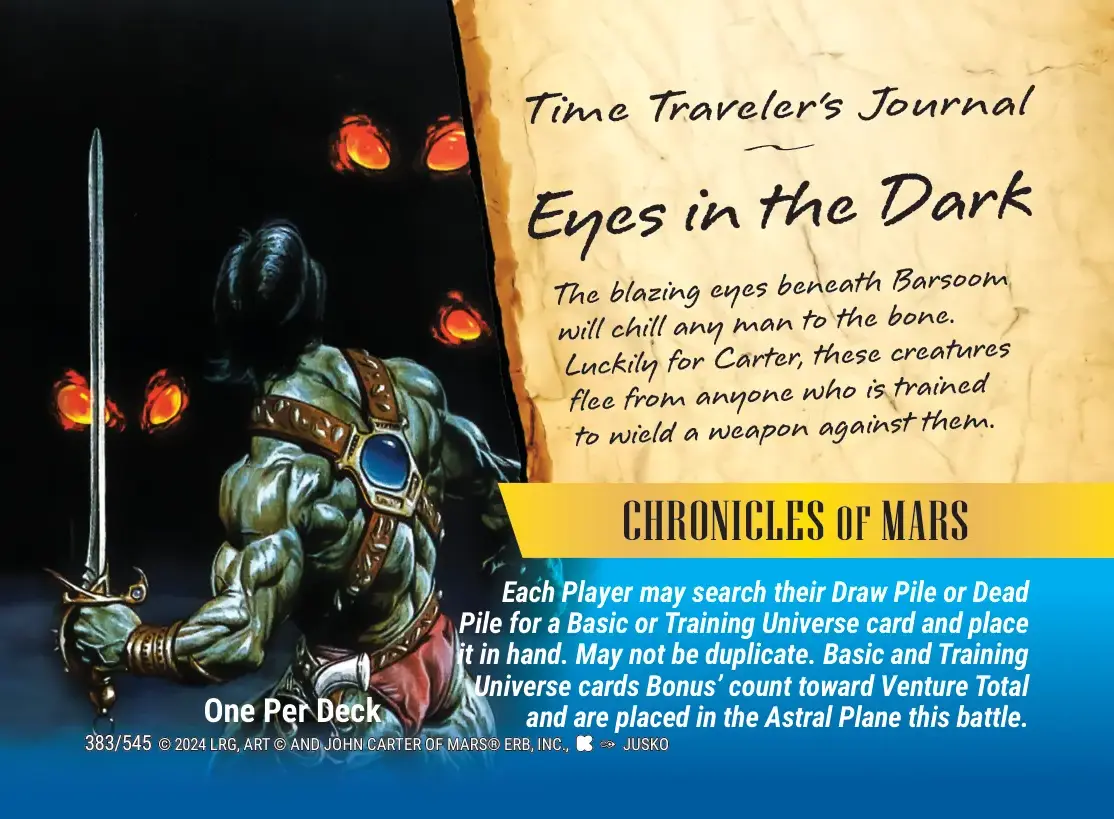 Time Traveler's Journal
Eyes in the Dark
The blazing eyes beneath Barsoom
will chill any man to the bone.
Luckily for Carter, these creatures
flee from anyone who is trained
to wield a weapon against them.
CHRONICLES OF MARS
Each Player may search their Draw Pile or Dead
Pile for a Basic or Training Universe card and place
it in hand. May not be duplicate. Basic and Training
Universe cards Bonus' count toward Venture Total
and are placed in the Astral Plane this battle.
One Per Deck
383/545 © 2024 LRG, ART © AND JOHN CARTER OF MARS® ERB, INC., JUSKO